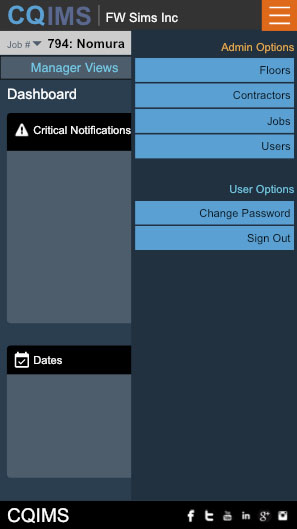 CQIMS FW Sims Inc
Job # 794: Nomura
Manager Views
Dashboard
Critical Notifications
Dates
Admin Options
Floors
Contractors
Jobs
Users
User Options
Change Password
Sign Out
CQIMS